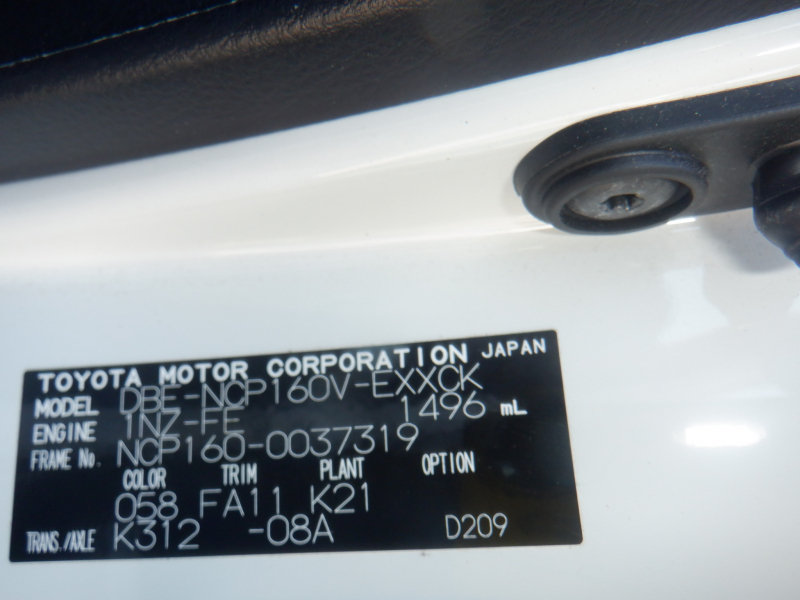 TOYOTA MOTOR CORPORATION JAPAN
MODEL DBE-NCP160V-EXXCK
ENGINE 1NZ-FE 1496 mL
FRAME No. NCP160-0037319
COLOR TRIM PLANT OPTION
058 FA11 K21
TRANS./AXLE K312 -08A D209